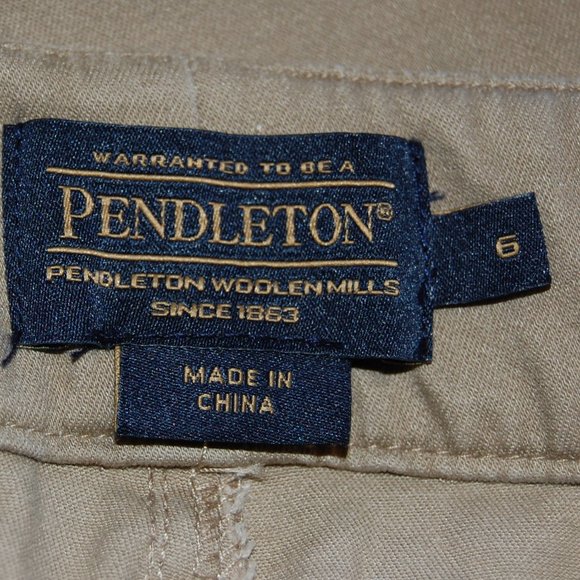 WARRANTED TO BE A
PENDLETON®
PENDLETON WOOLEN MILLS
SINCE 1863
6
MADE IN
CHINA